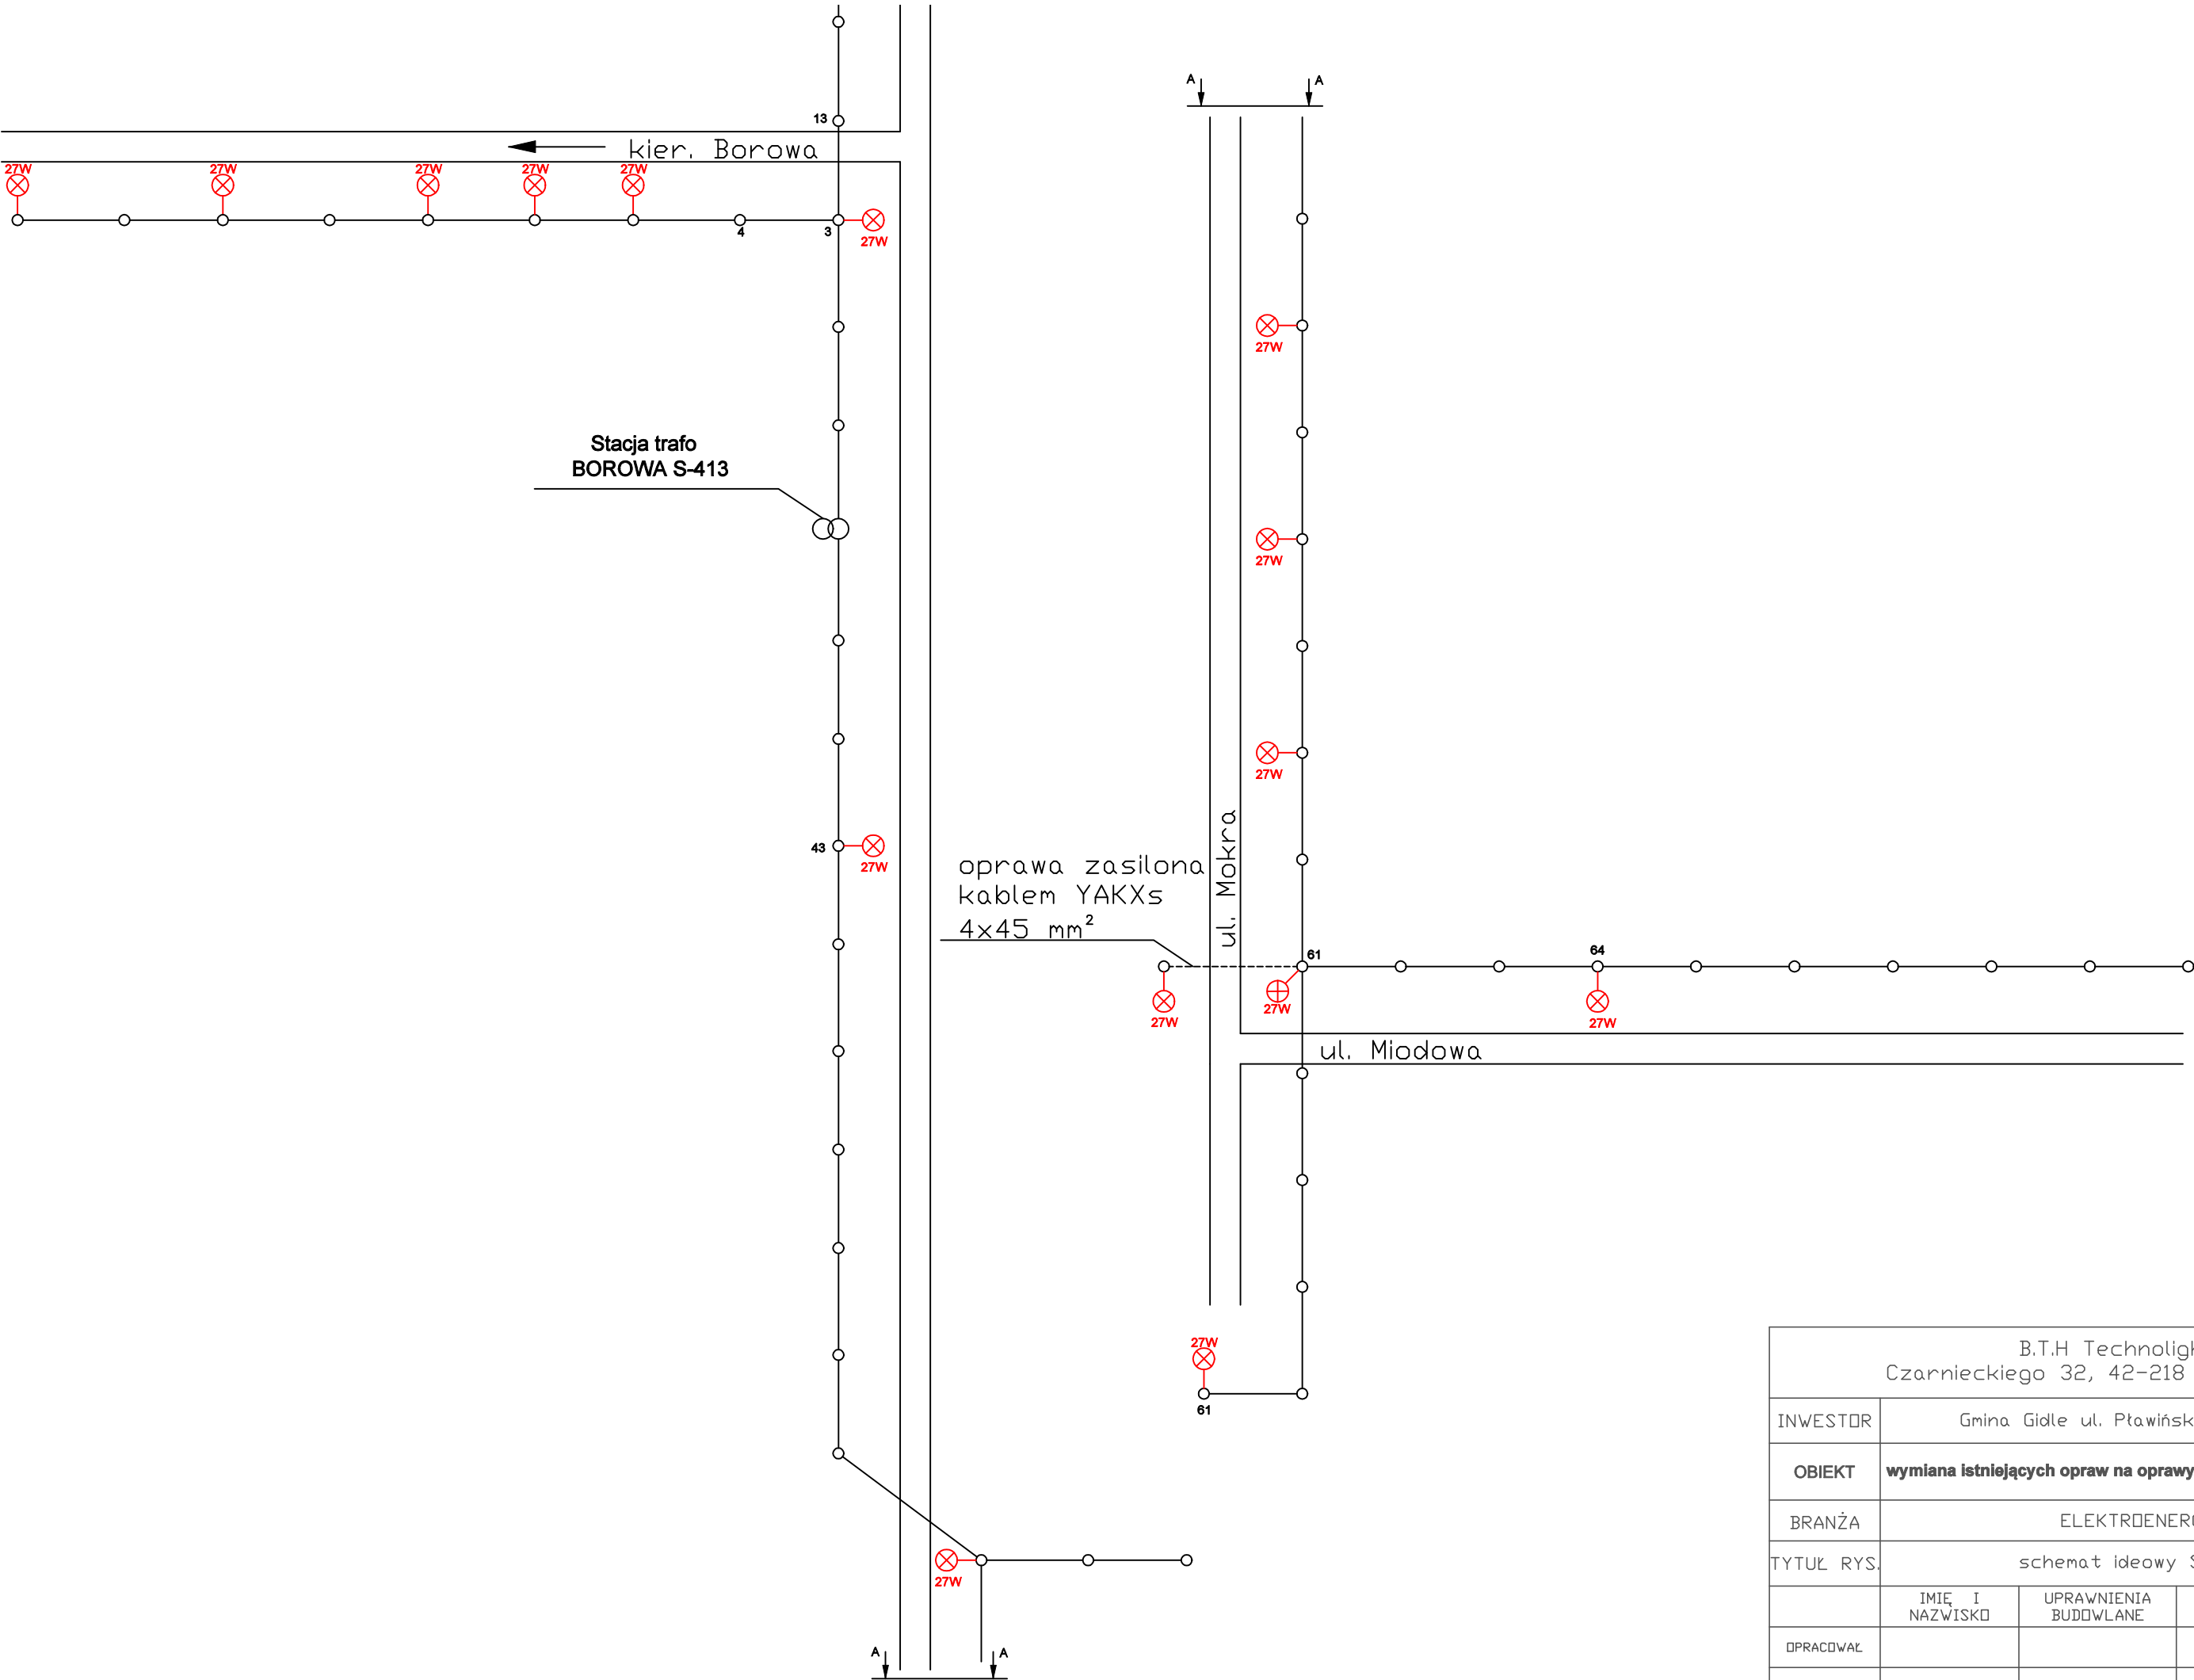 A A
13
kier. Borowa
27W 27W 27W 27W 27W
4 3
27W
27W
Stacja trafo
BOROWA S-413
27W
27W
43
27W
oprawa zasilona
kablem YAKXs
4x45 mm²
ul. Mokra
61
64
27W
27W
27W
ul. Miodowa
27W
61
27W
A A
B.T.H
Czarnieckiego 32, 42-218
INWESTOR Gmina Gidle ul.
OBIEKT wymiana istniejących opraw na oprawy
BRANŻA
TYTUŁ RYS. schemat ideowy
IMIĘ I
NAZWISKO
UPRAWNIENIA
BUDOWLANE
OPRACOWAŁ